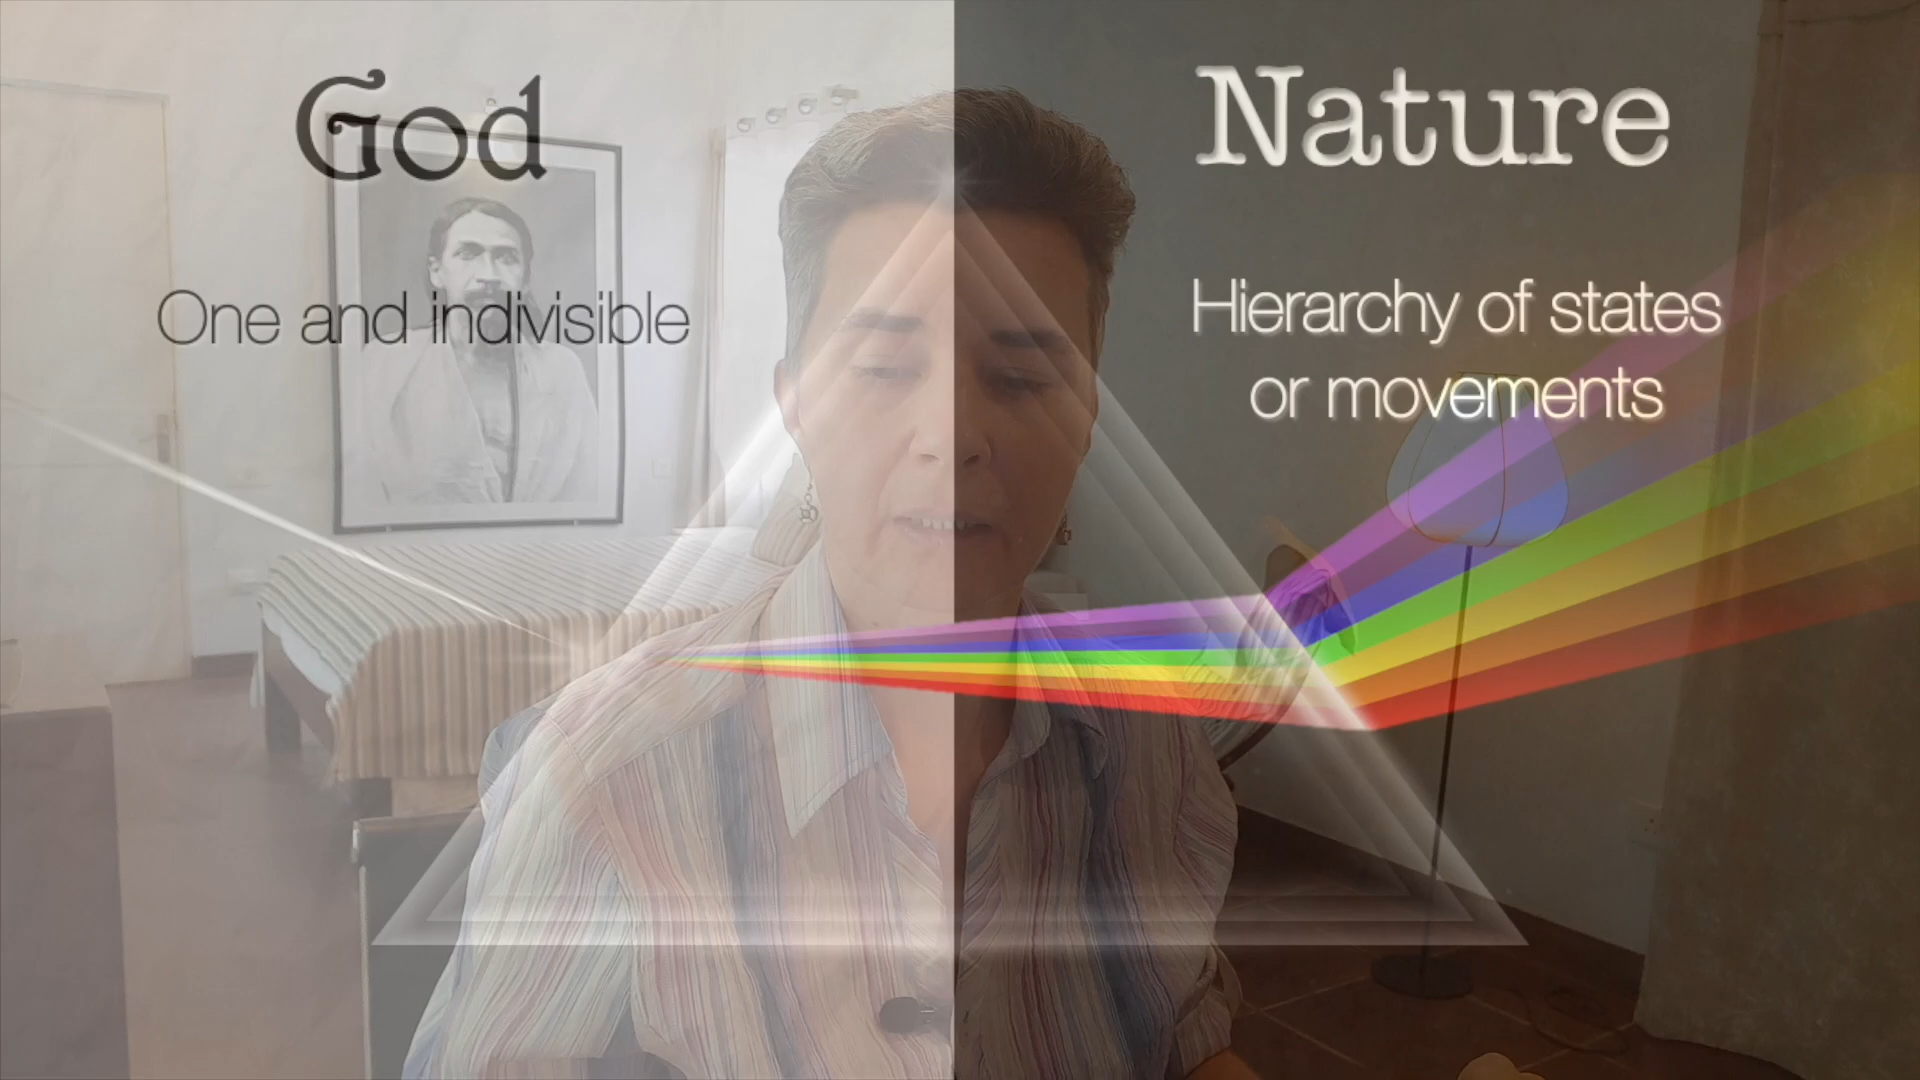 God
One and indivisible
Nature
Hierarchy of states
or movements